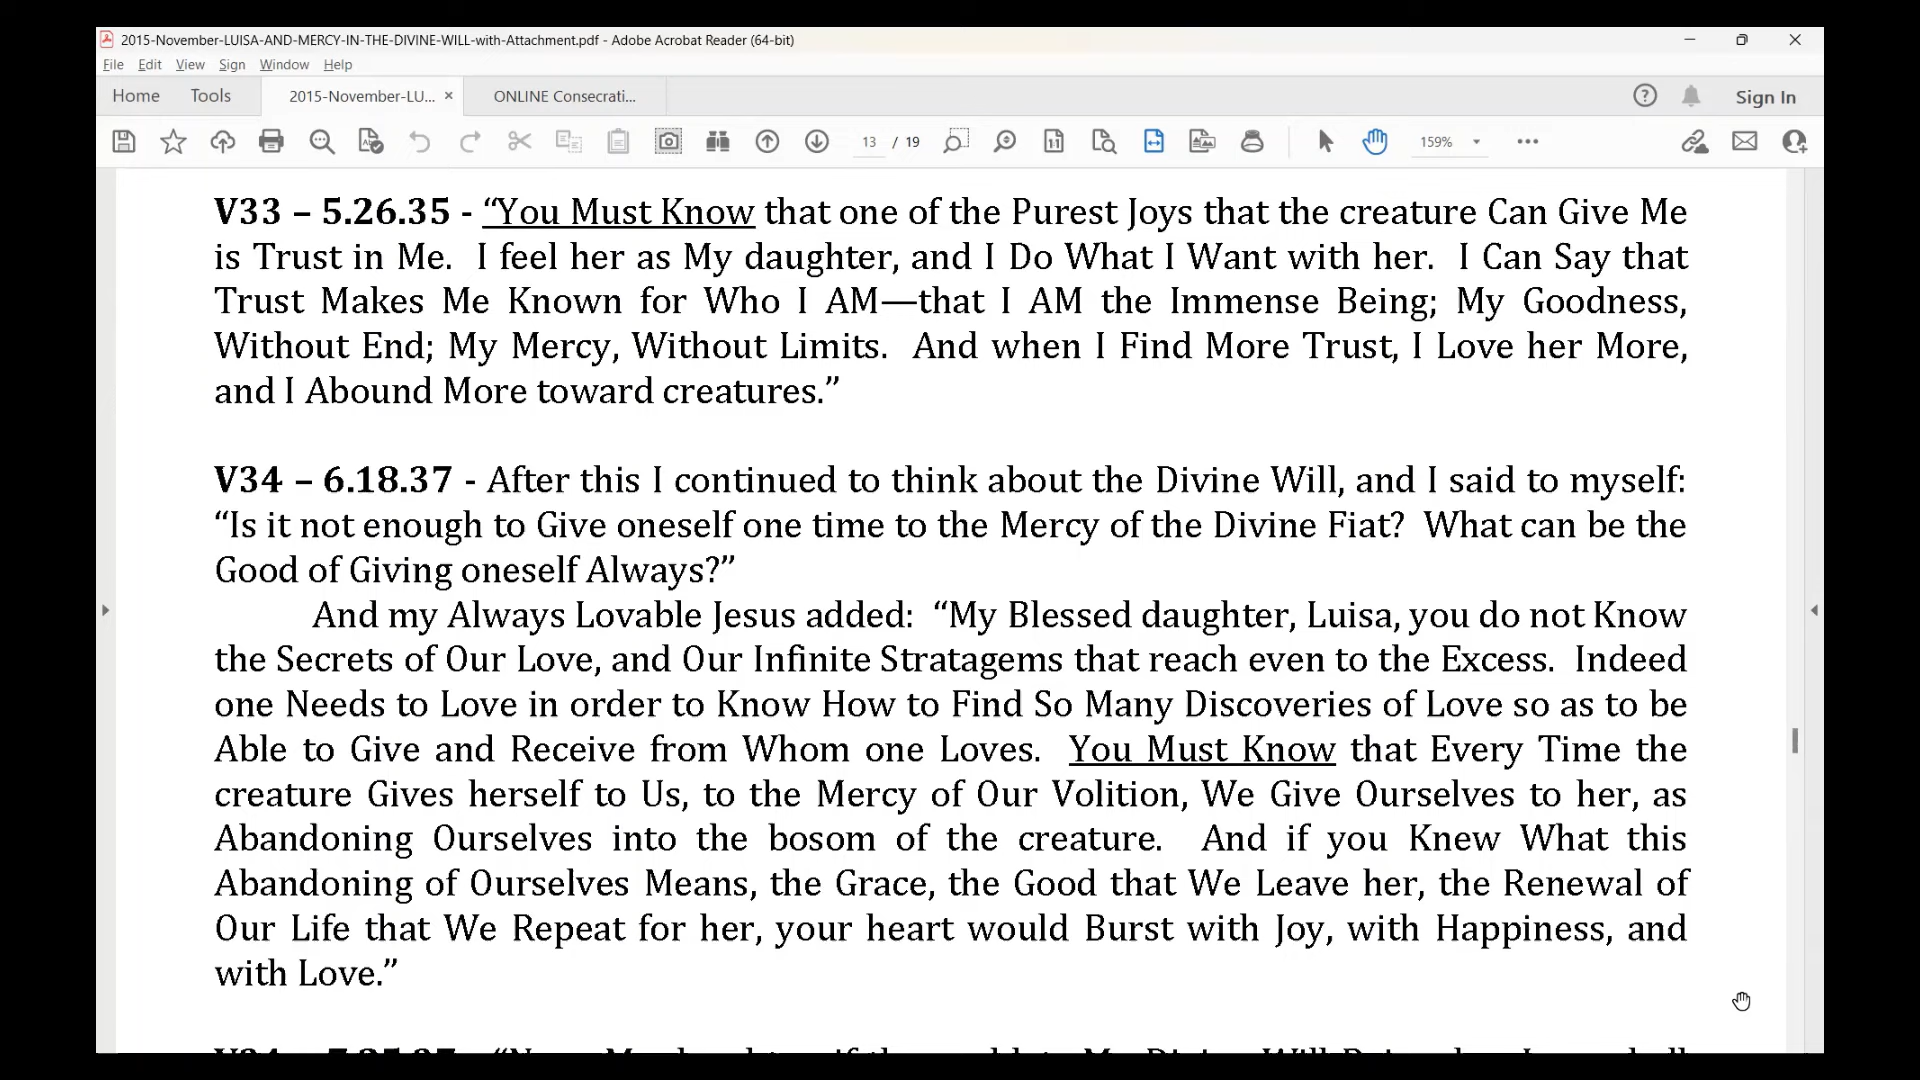 2015-November-LUISA-AND-MERCY-IN-THE-DIVINE-WILL-with-Attachment.pdf - Adobe Acrobat Reader (64-bit)
File Edit View Sign Window Help
Home Tools 2015-November-LU... × ONLINE Consecrati... Sign In
13 / 19 159%
V33 – 5.26.35 - “You Must Know that one of the Purest Joys that the creature Can Give Me
is Trust in Me. I feel her as My daughter, and I Do What I Want with her. I Can Say that
Trust Makes Me Known for Who I AM—that I AM the Immense Being; My Goodness,
Without End; My Mercy, Without Limits. And when I Find More Trust, I Love her More,
and I Abound More toward creatures.”
V34 – 6.18.37 - After this I continued to think about the Divine Will, and I said to myself:
“Is it not enough to Give oneself one time to the Mercy of the Divine Fiat? What can be the
Good of Giving oneself Always?”
And my Always Lovable Jesus added: “My Blessed daughter, Luisa, you do not Know
the Secrets of Our Love, and Our Infinite Stratagems that reach even to the Excess. Indeed
one Needs to Love in order to Know How to Find So Many Discoveries of Love so as to be
Able to Give and Receive from Whom one Loves. You Must Know that Every Time the
creature Gives herself to Us, to the Mercy of Our Volition, We Give Ourselves to her, as
Abandoning Ourselves into the bosom of the creature. And if you Knew What this
Abandoning of Ourselves Means, the Grace, the Good that We Leave her, the Renewal of
Our Life that We Repeat for her, your heart would Burst with Joy, with Happiness, and
with Love.”